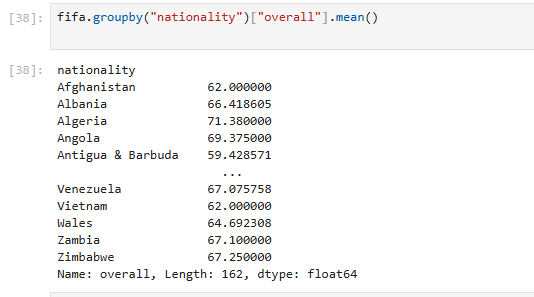 [38]: fifa.groupby("nationality")["overall"].mean()
[38]: nationality
Afghanistan 62.000000
Albania 66.418605
Algeria 71.380000
Angola 69.375000
Antigua & Barbuda 59.428571
...
Venezuela 67.075758
Vietnam 62.000000
Wales 64.692308
Zambia 67.100000
Zimbabwe 67.250000
Name: overall, Length: 162, dtype: float64